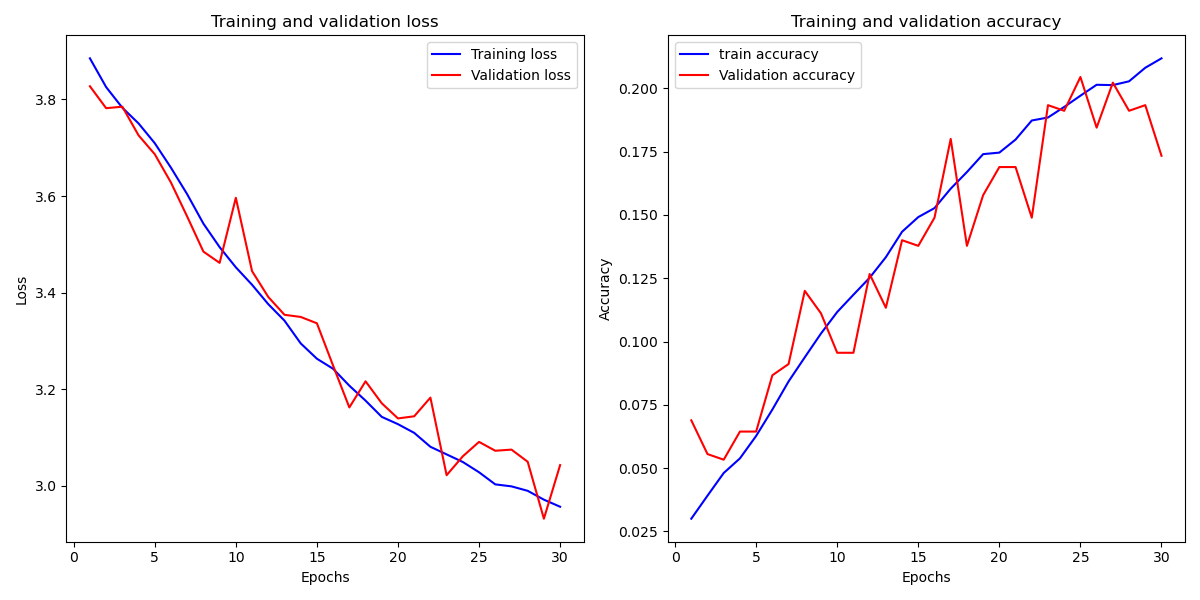 Training and validation loss
Training loss
Validation loss
3.8
3.6
3.4
3.2
3.0
Loss
0
5
10
15
20
25
30
Epochs
Training and validation accuracy
train accuracy
Validation accuracy
0.200
0.175
0.150
0.125
0.100
0.075
0.050
0.025
Accuracy
0
5
10
15
20
25
30
Epochs